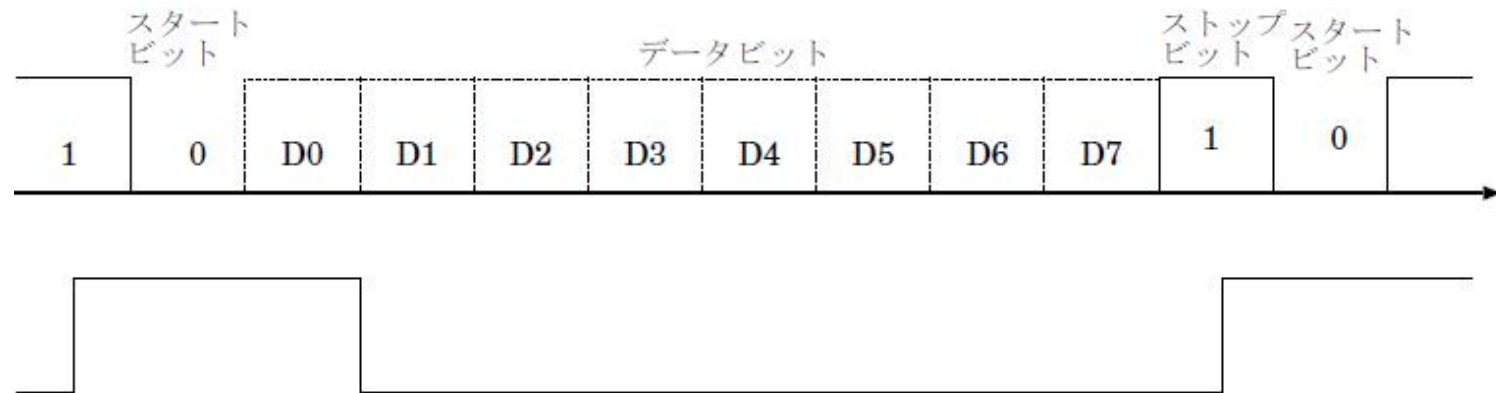 スタート
ビット
データビット
ストップ
ビット
スタート
ビット
1 0 D0 D1 D2 D3 D4 D5 D6 D7 1 0